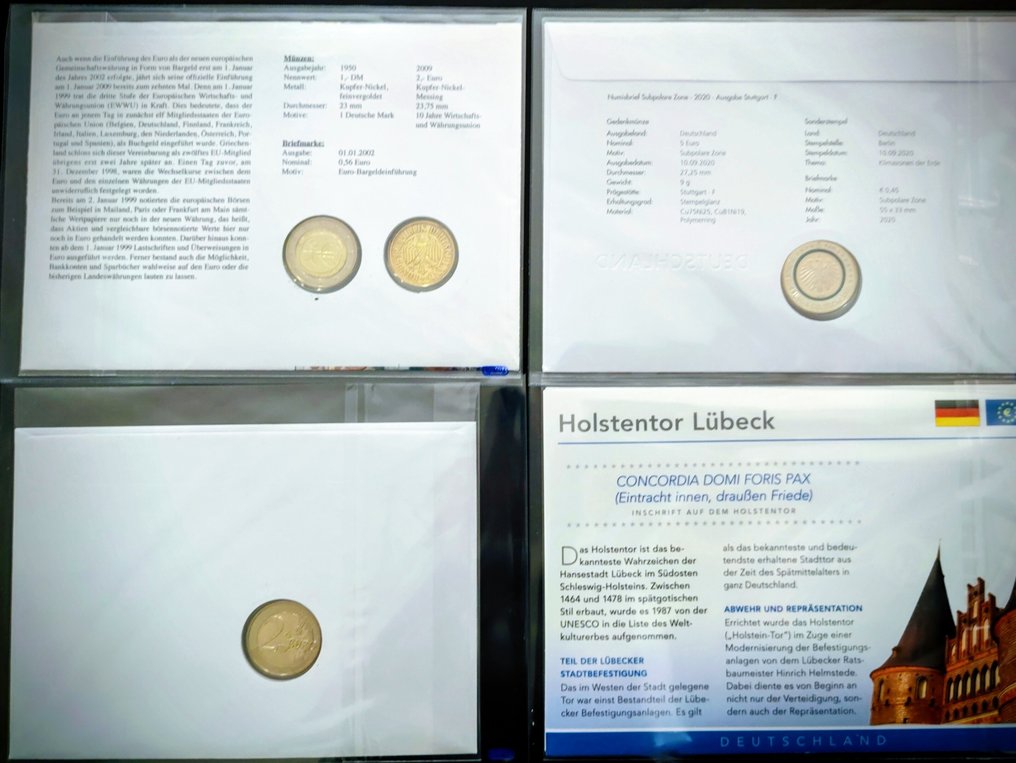 Auch wenn die Einführung des Euro als der neuen europäischen
Gemeinschaftswährung in Form von Bargeld erst am 1. Januar
des Jahres 2002 erfolgte, jährt sich seine offizielle Einführung
am 1. Januar 2009 bereits zum zehnten Mal. Denn am 1. Januar
1999 trat die dritte Stufe der Europäischen Wirtschafts- und
Währungsunion (EWWU) in Kraft. Dies bedeutete, dass der
Euro an jenem Tag in zunächst elf Mitgliedstaaten der Euro-
päischen Union (Belgien, Deutschland, Finnland, Frankreich,
Irland, Italien, Luxemburg, den Niederlanden, Österreich, Por-
tugal und Spanien), als Buchgeld eingeführt wurde. Griechen-
land schloss sich dieser Vereinbarung als zwölftes EU-Mitglied
übrigens erst zwei Jahre später an. Einen Tag zuvor, am
31. Dezember 1998, waren die Wechselkurse zwischen dem
Euro und den einzelnen Währungen der EU-Mitgliedsstaaten
unwiderruflich festgelegt worden.
Bereits am 2. Januar 1999 notierten die europäischen Börsen
zum Beispiel in Mailand, Paris oder Frankfurt am Main sämt-
liche Wertpapiere nur noch in der neuen Währung, das heißt,
dass Aktien und vergleichbare börsennotierte Werte hier nur
noch in Euro gehandelt werden konnten. Darüber hinaus konn-
ten ab dem 1. Januar 1999 Lastschriften und Überweisungen in
Euro ausgeführt werden. Ferner bestand auch die Möglichkeit,
Bankkonten und Sparbücher wahlweise auf den Euro oder die
bisherigen Landeswährungen lauten zu lassen.
Münzen:
Ausgabejahr: 1950 2009
Nennwert: 1,- DM 2,- Euro
Metall: Kupfer-Nickel, Kupfer-Nickel-
feinvergoldet Messing
Durchmesser: 23 mm 23,75 mm
Motive: 1 Deutsche Mark 10 Jahre Wirtschafts-
und Währungsunion
Briefmarke:
Ausgabe: 01.01.2002
Nominal: 0,56 Euro
Motiv: Euro-Bargeldeinführung
Numisbrief Subpolare Zone - 2020 - Ausgabe Stuttgart - F
Gedenkmünze
Ausgabeland: Deutschland
Nominal: 5 Euro
Motiv: Subpolare Zone
Ausgabedatum: 10.09.2020
Durchmesser: 27,25 mm
Gewicht: 9 g
Prägestätte: Stuttgart - F
Erhaltungsgrad: Stempelglanz
Material: Cu75Ni25, Cu81Ni19,
Polymerring
Sonderstempel
Land: Deutschland
Stempelstelle: Berlin
Stempeldatum: 10.09.2020
Thema: Klimazonen der Erde
Briefmarke
Nominal: € 0,45
Motiv: Subpolare Zone
Maße: 55 x 33 mm
Jahr: 2020
DEUTSCHLAND
2 EURO
Holstentor Lübeck
CONCORDIA DOMI FORIS PAX
(Eintracht innen, draußen Friede)
INSCHRIFT AUF DEM HOLSTENTOR
Das Holstentor ist das be-
kannteste Wahrzeichen der
Hansestadt Lübeck im Südosten
Schleswig-Holsteins. Zwischen
1464 und 1478 im spätgotischen
Stil erbaut, wurde es 1987 von der
UNESCO in die Liste des Welt-
kulturerbes aufgenommen.
TEIL DER LÜBECKER
STADTBEFESTIGUNG
Das im Westen der Stadt gelegene
Tor war einst Bestandteil der Lübe-
cker Befestigungsanlagen. Es gilt
als das bekannteste und bedeu-
tendste erhaltene Stadttor aus
der Zeit des Spätmittelalters in
ganz Deutschland.
ABWEHR UND REPRÄSENTATION
Errichtet wurde das Holstentor
(„Holstein-Tor") im Zuge einer
Modernisierung der Befestigungs-
anlagen von dem Lübecker Rats-
baumeister Hinrich Helmstede.
Dabei diente es von Beginn an
nicht nur der Verteidigung, son-
dern auch der Repräsentation.
DEUTSCHLAND